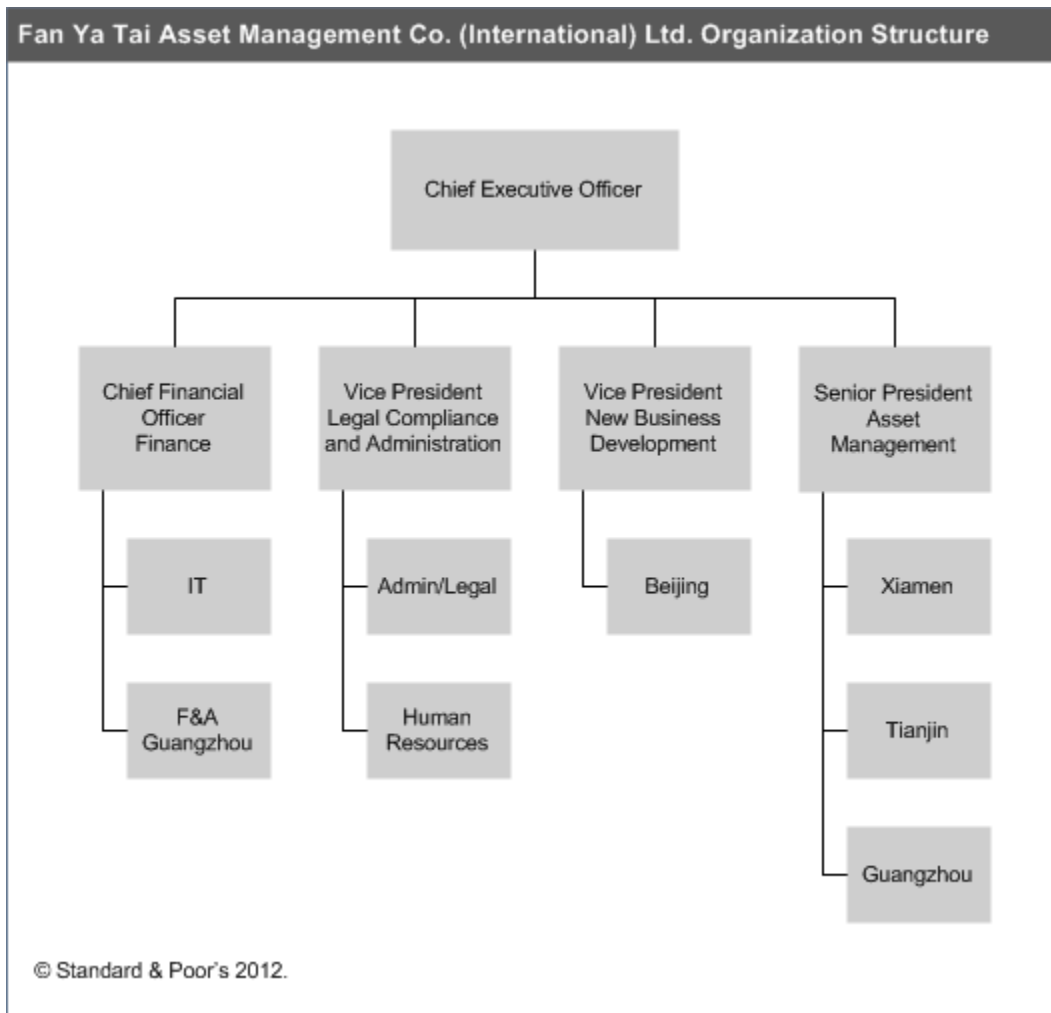 Fan Ya Tai Asset Management Co. (International) Ltd. Organization Structure
Chief Executive Officer
Chief Financial
Officer
Finance
Vice President
Legal Compliance
and Administration
Vice President
New Business
Development
Senior President
Asset
Management
IT
Admin/Legal
Beijing
Xiamen
F&A
Guangzhou
Human
Resources
Tianjin
Guangzhou
© Standard & Poor's 2012.